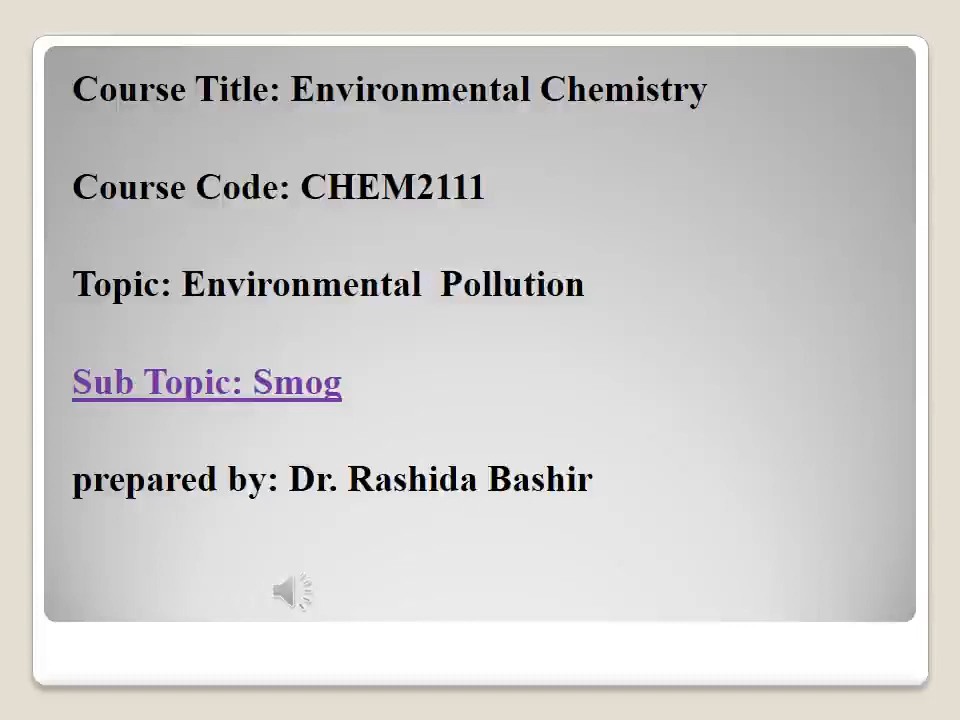 Course Title: Environmental Chemistry
Course Code: CHEM2111
Topic: Environmental Pollution
Sub Topic: Smog
prepared by: Dr. Rashida Bashir